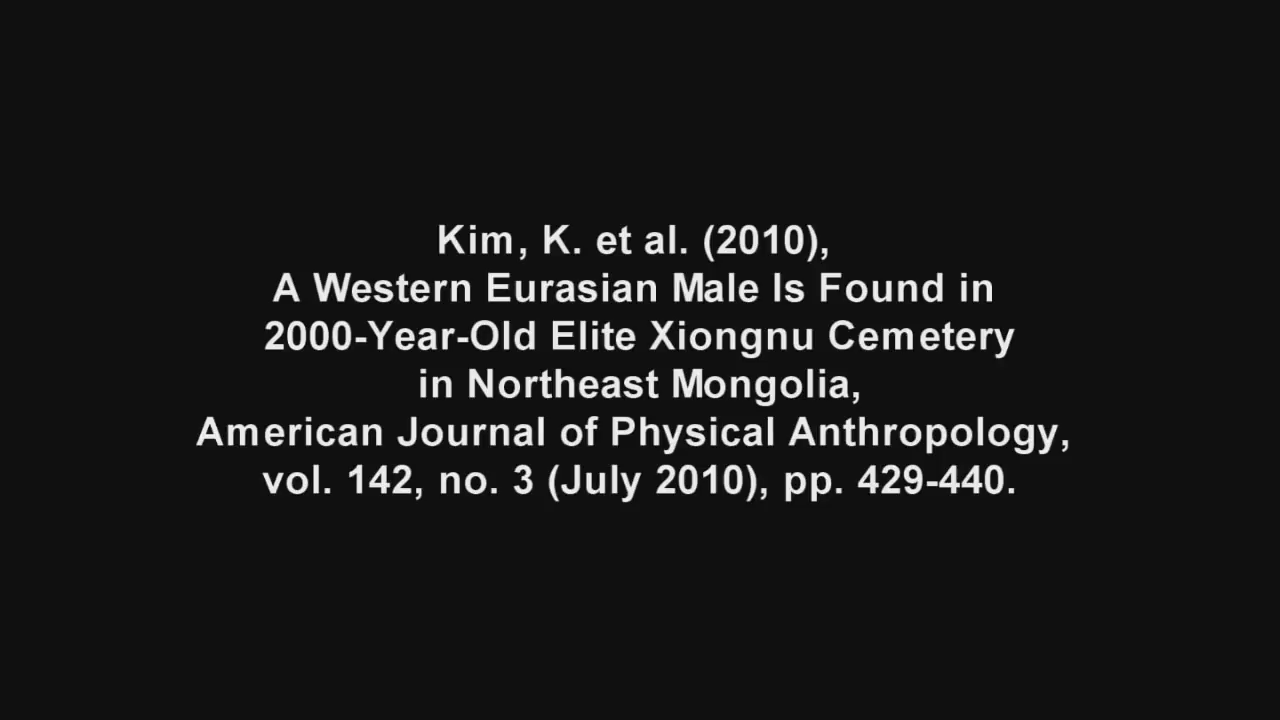 Kim, K. et al. (2010),
A Western Eurasian Male Is Found in
2000-Year-Old Elite Xiongnu Cemetery
in Northeast Mongolia,
American Journal of Physical Anthropology,
vol. 142, no. 3 (July 2010), pp. 429-440.